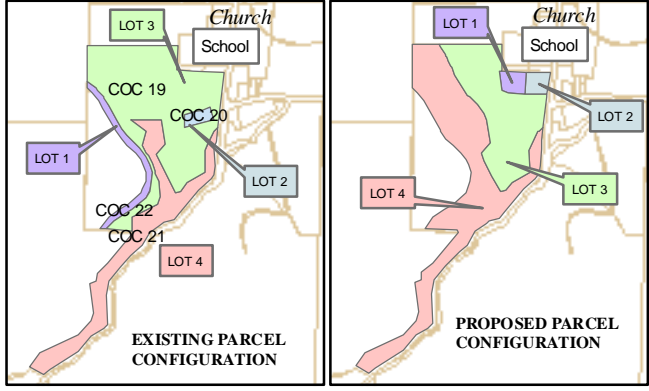 Church
LOT 3
School
COC 19
COC 20
LOT 1
LOT 2
COC 22
COC 21
LOT 4
EXISTING PARCEL
CONFIGURATION
Church
LOT 1
School
LOT 2
LOT 4
LOT 3
PROPOSED PARCEL
CONFIGURATION